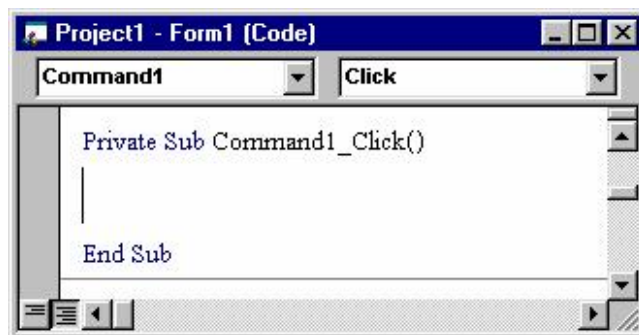 Project1 - Form1 (Code)
Command1 Click
Private Sub Command1_Click()
End Sub